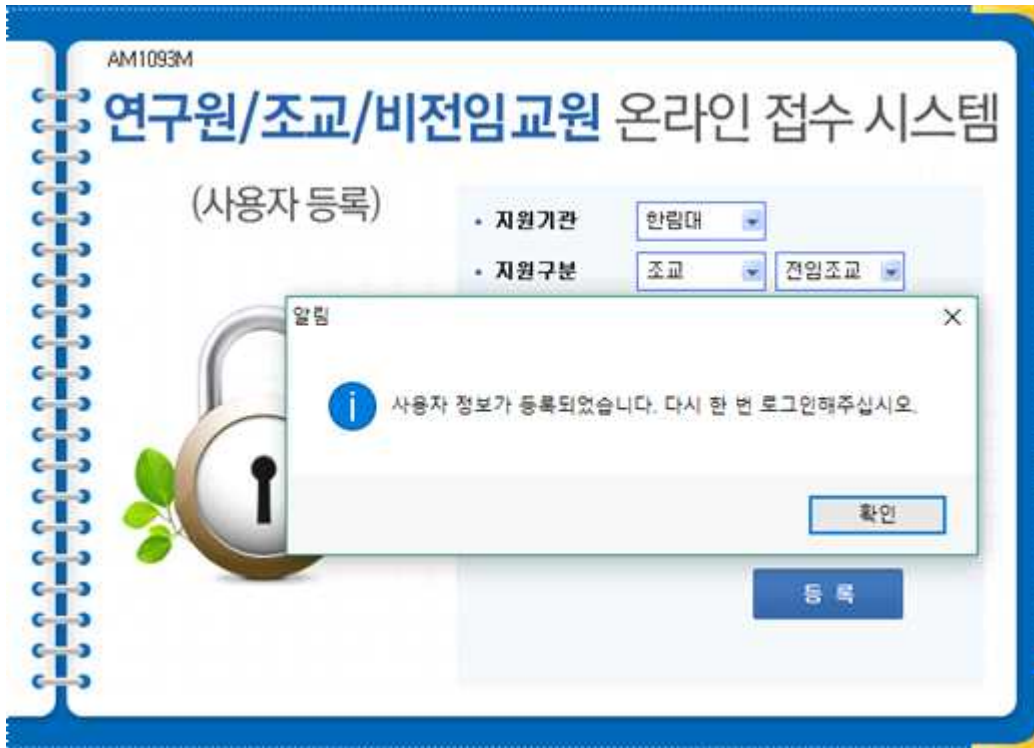 AM1093M
연구원/조교/비전임교원 온라인 접수 시스템
(사용자 등록)
• 지원기관 한림대
• 지원구분 조교 전임조교
알림
사용자 정보가 등록되었습니다. 다시 한 번 로그인해주십시오.
확인
등 록